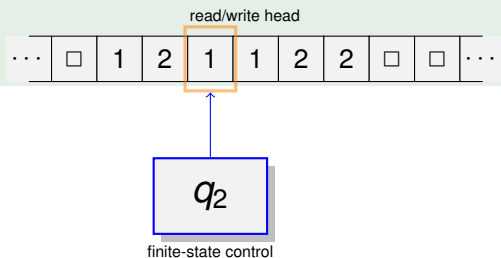 read/write head
··· □ 1 2 1 1 2 2 □ □ ···
q₂
finite-state control